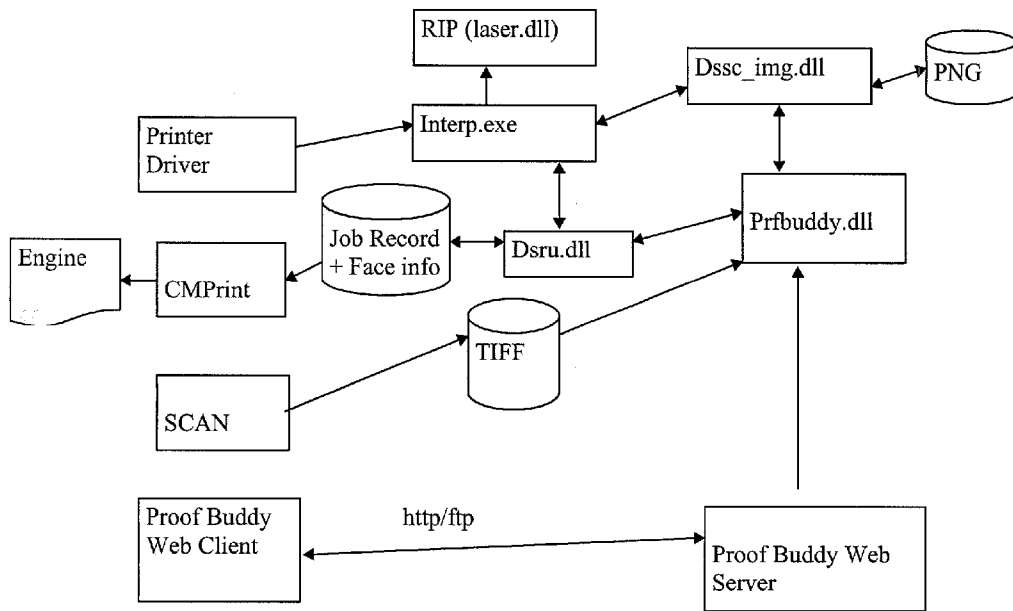 RIP (laser.dll)
Dssc_img.dll
PNG
Interp.exe
Printer
Driver
Job Record
+ Face info
Dsru.dll
Prfbuddy.dll
Engine
CMPrint
TIFF
SCAN
Proof Buddy
Web Client
http/ftp
Proof Buddy Web
Server